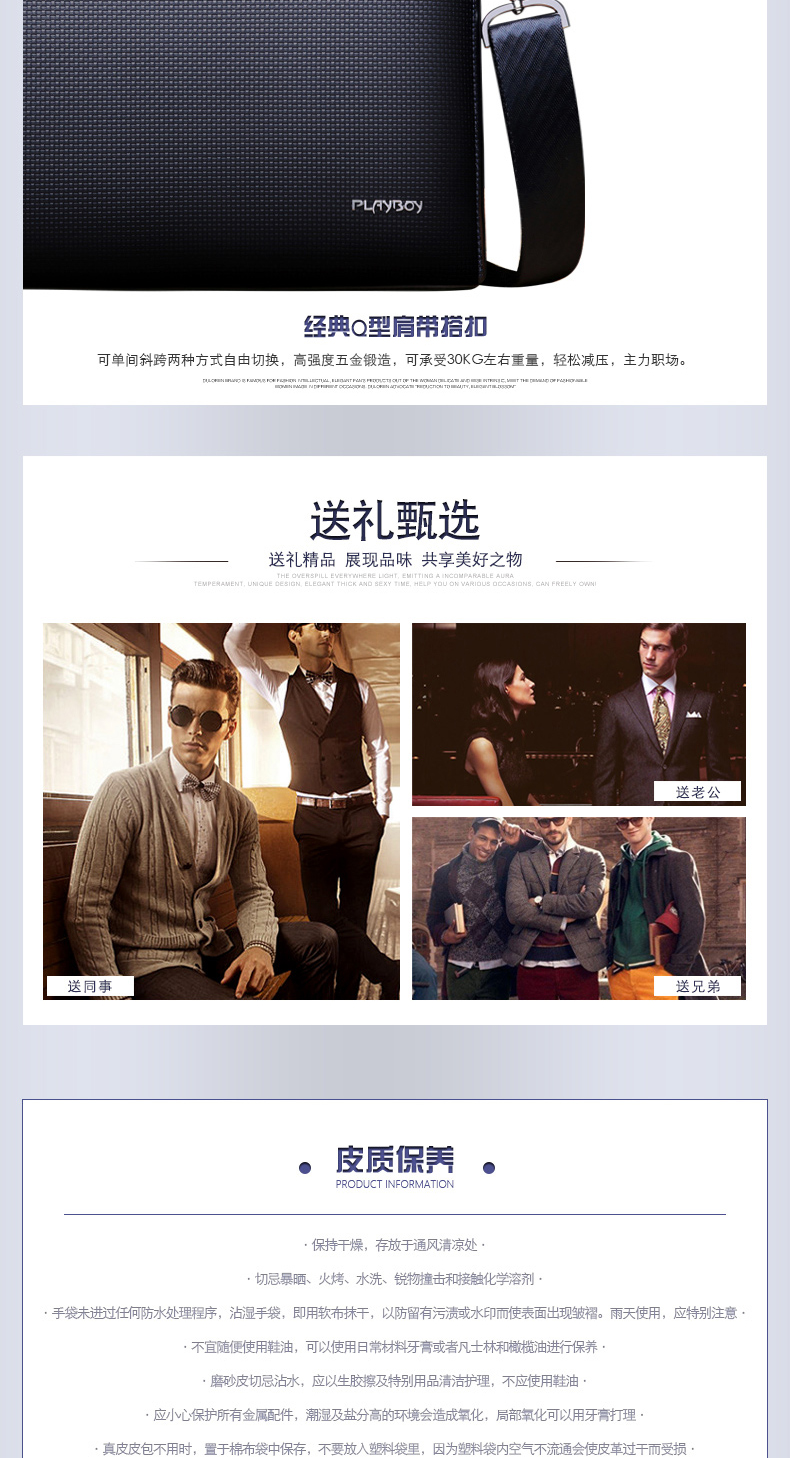 PLAYBOY
经典Q型肩带搭扣
可单间斜跨两种方式自由切换，高强度五金锻造，可承受30KG左右重量，轻松减压，主力职场。
送礼甄选
送礼精品 展现品味 共享美好之物
THE OVERSPILL EVERYWHERE LIGHT, EMITTING A INCOMPARABLE AURA
TEMPERAMENT, UNIQUE DESIGN, ELEGANT THICK AND SEXY TIME, HELP YOU ON VARIOUS OCCASIONS, CAN FREELY OMNI
送老公
送同事
送兄弟
皮质保养
PRODUCT INFORMATION
· 保持干燥，存放于通风清凉处 ·
· 切忌暴晒、火烤、水洗、锐物撞击和接触化学溶剂 ·
· 手袋未进过任何防水处理程序，沾湿手袋，即用软布抹干，以防留有污渍或水印而使表面出现皱褶。雨天使用，应特别注意 ·
· 不宜随便使用鞋油，可以使用日常材料牙膏或者凡士林和橄榄油进行保养 ·
· 磨砂皮切忌沾水，应以生胶擦及特别用品清洁护理，不应使用鞋油 ·
· 应小心保护所有金属配件，潮湿及盐分高的环境会造成氧化，局部氧化可以用牙膏打理 ·
· 真皮皮包不用时，置于棉布袋中保存，不要放入塑料袋里，因为塑料袋内空气不流通会使皮革过干而受损 ·